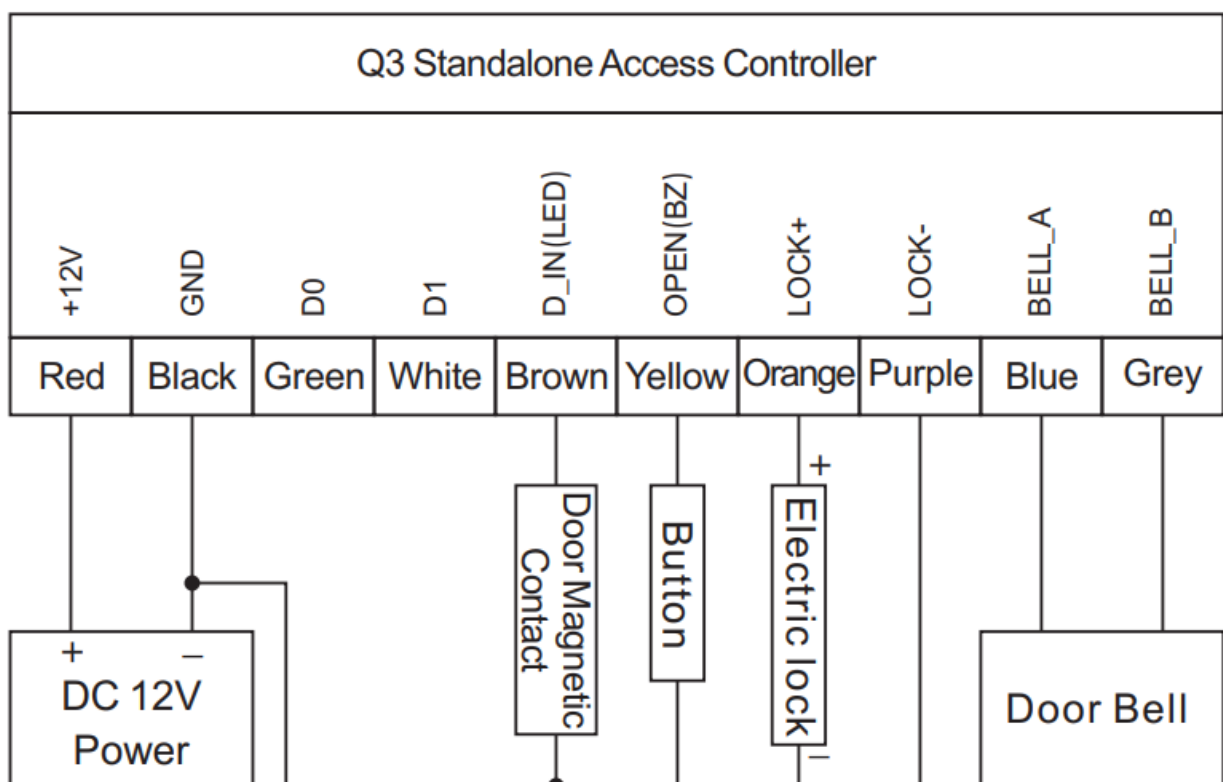 Q3 Standalone Access Controller
+12V
GND
D0
D1
D_IN(LED)
OPEN(BZ)
LOCK+
LOCK-
BELL_A
BELL_B
Red
Black
Green
White
Brown
Yellow
Orange
Purple
Blue
Grey
+
–
DC 12V
Power
Door Magnetic
Contact
Button
+
Electric lock
–
Door Bell